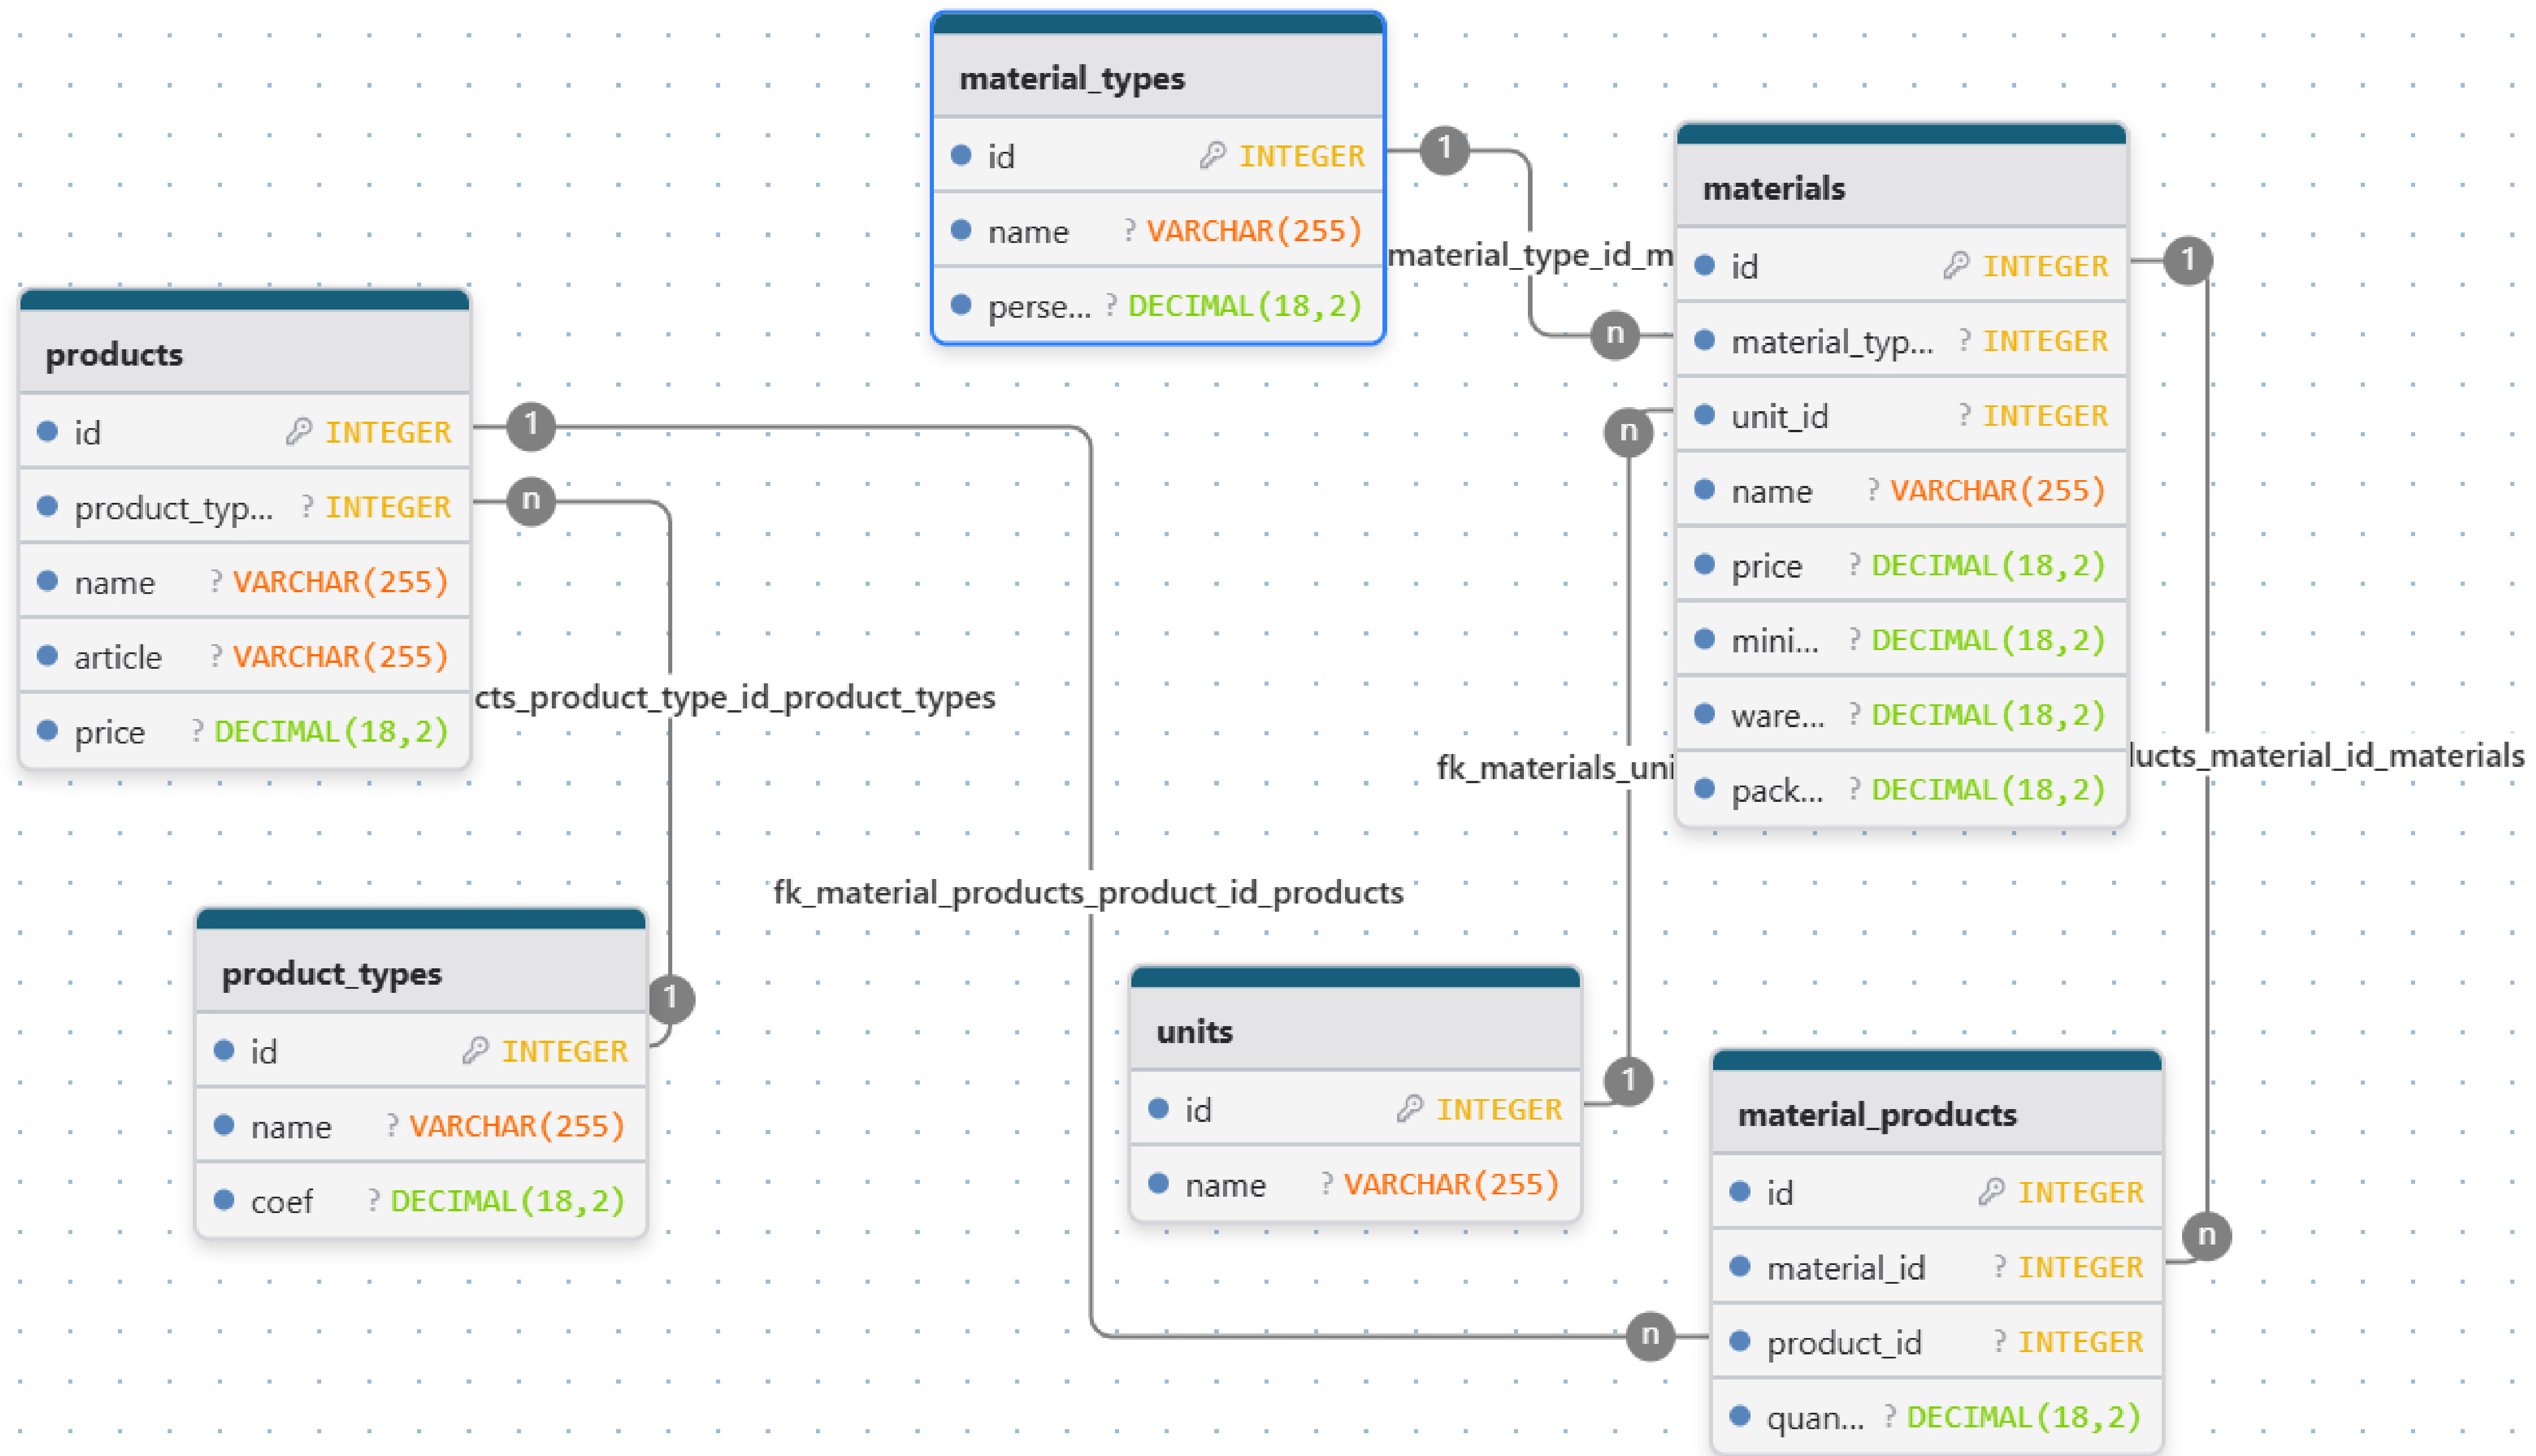 material_types
id INTEGER
name ? VARCHAR(255)
perse... ? DECIMAL(18,2)
1
material_type_id_m
n
materials
id INTEGER
material_typ... ? INTEGER
unit_id ? INTEGER
name ? VARCHAR(255)
price ? DECIMAL(18,2)
mini... ? DECIMAL(18,2)
ware... ? DECIMAL(18,2)
pack... ? DECIMAL(18,2)
1
n
fk_materials_uni
1
ucts_material_id_materials
n
products
id INTEGER
product_typ... ? INTEGER
name ? VARCHAR(255)
article ? VARCHAR(255)
price ? DECIMAL(18,2)
1
n
cts_product_type_id_product_types
1
fk_material_products_product_id_products
n
product_types
id INTEGER
name ? VARCHAR(255)
coef ? DECIMAL(18,2)
units
id INTEGER
name ? VARCHAR(255)
material_products
id INTEGER
material_id ? INTEGER
product_id ? INTEGER
quan... ? DECIMAL(18,2)